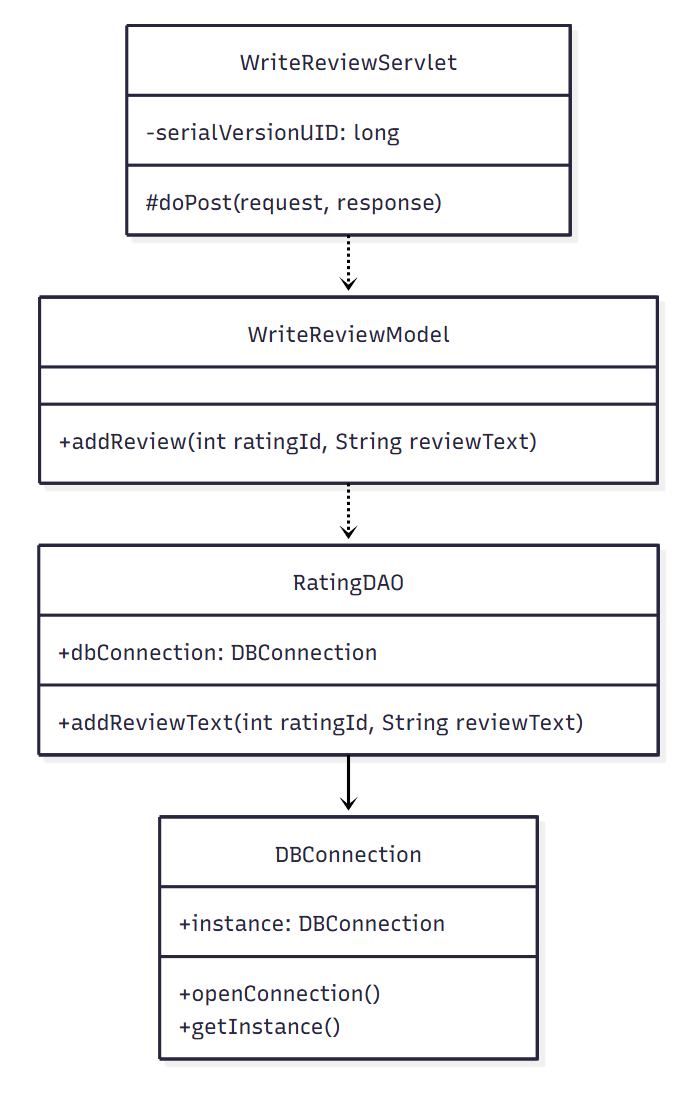 WriteReviewServlet
-serialVersionUID: long
#doPost(request, response)
WriteReviewModel
+addReview(int ratingId, String reviewText)
RatingDAO
+dbConnection: DBConnection
+addReviewText(int ratingId, String reviewText)
DBConnection
+instance: DBConnection
+openConnection()
+getInstance()